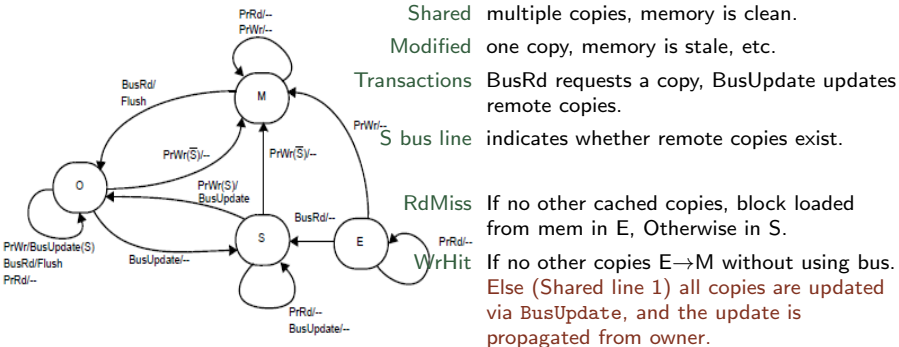 PrRd/--
PrWr/--
BusRd/
Flush
M
PrWr/--
PrWr(S̅)/--
PrWr(S̅)/--
O
PrWr(S)/
BusUpdate
BusRd/--
S
E
PrRd/--
PrWr/BusUpdate(S)
BusRd/Flush
PrRd/--
BusUpdate/--
PrRd/--
BusUpdate/--
Shared multiple copies, memory is clean.
Modified one copy, memory is stale, etc.
Transactions BusRd requests a copy, BusUpdate updates
remote copies.
S bus line indicates whether remote copies exist.
RdMiss If no other cached copies, block loaded
from mem in E, Otherwise in S.
WrHit If no other copies E→M without using bus.
Else (Shared line 1) all copies are updated
via BusUpdate, and the update is
propagated from owner.